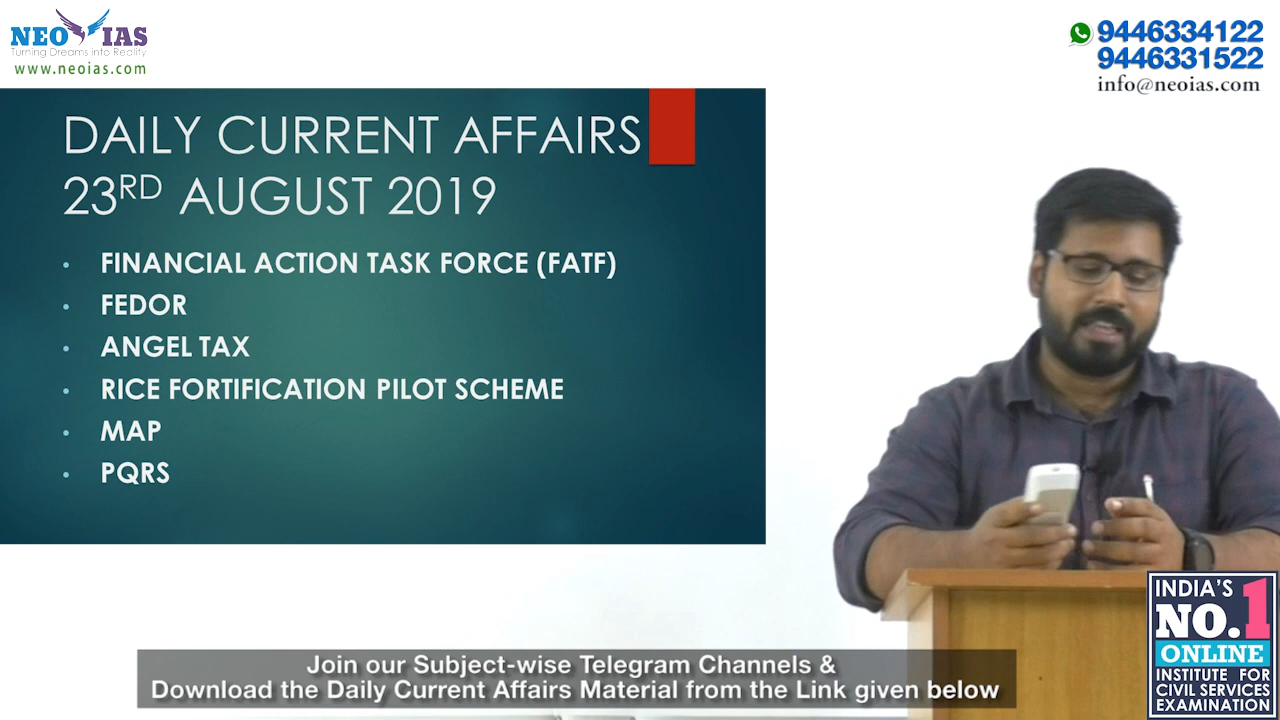 NEO IAS
Turning Dreams into Reality
www.neoias.com
9446334122
9446331522
info@neoias.com
DAILY CURRENT AFFAIRS
23RD AUGUST 2019
• FINANCIAL ACTION TASK FORCE (FATF)
• FEDOR
• ANGEL TAX
• RICE FORTIFICATION PILOT SCHEME
• MAP
• PQRS
INDIA'S
NO.1
ONLINE
INSTITUTE FOR
CIVIL SERVICES
EXAMINATION
Join our Subject-wise Telegram Channels &
Download the Daily Current Affairs Material from the Link given below